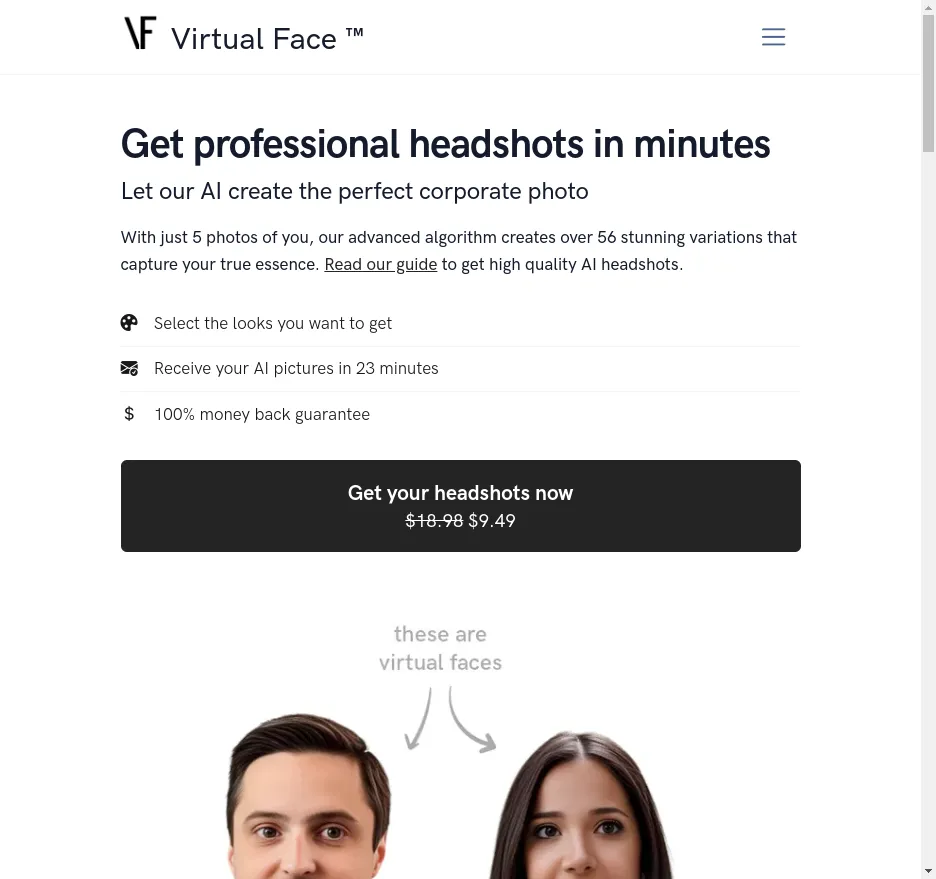 VF Virtual Face ™
Get professional headshots in minutes
Let our AI create the perfect corporate photo
With just 5 photos of you, our advanced algorithm creates over 56 stunning variations that
capture your true essence. Read our guide to get high quality AI headshots.
Select the looks you want to get
Receive your AI pictures in 23 minutes
$ 100% money back guarantee
Get your headshots now
$18.98 $9.49
these are
virtual faces